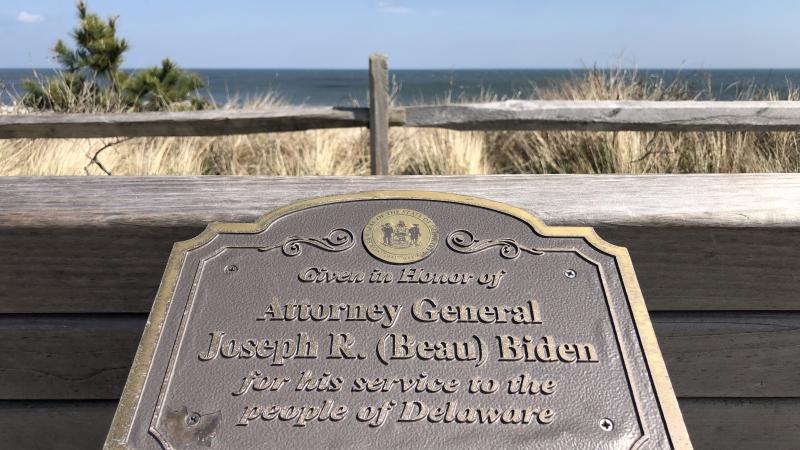 Given in Honor of
Attorney General
Joseph R. (Beau) Biden
for his service to the
people of Delaware